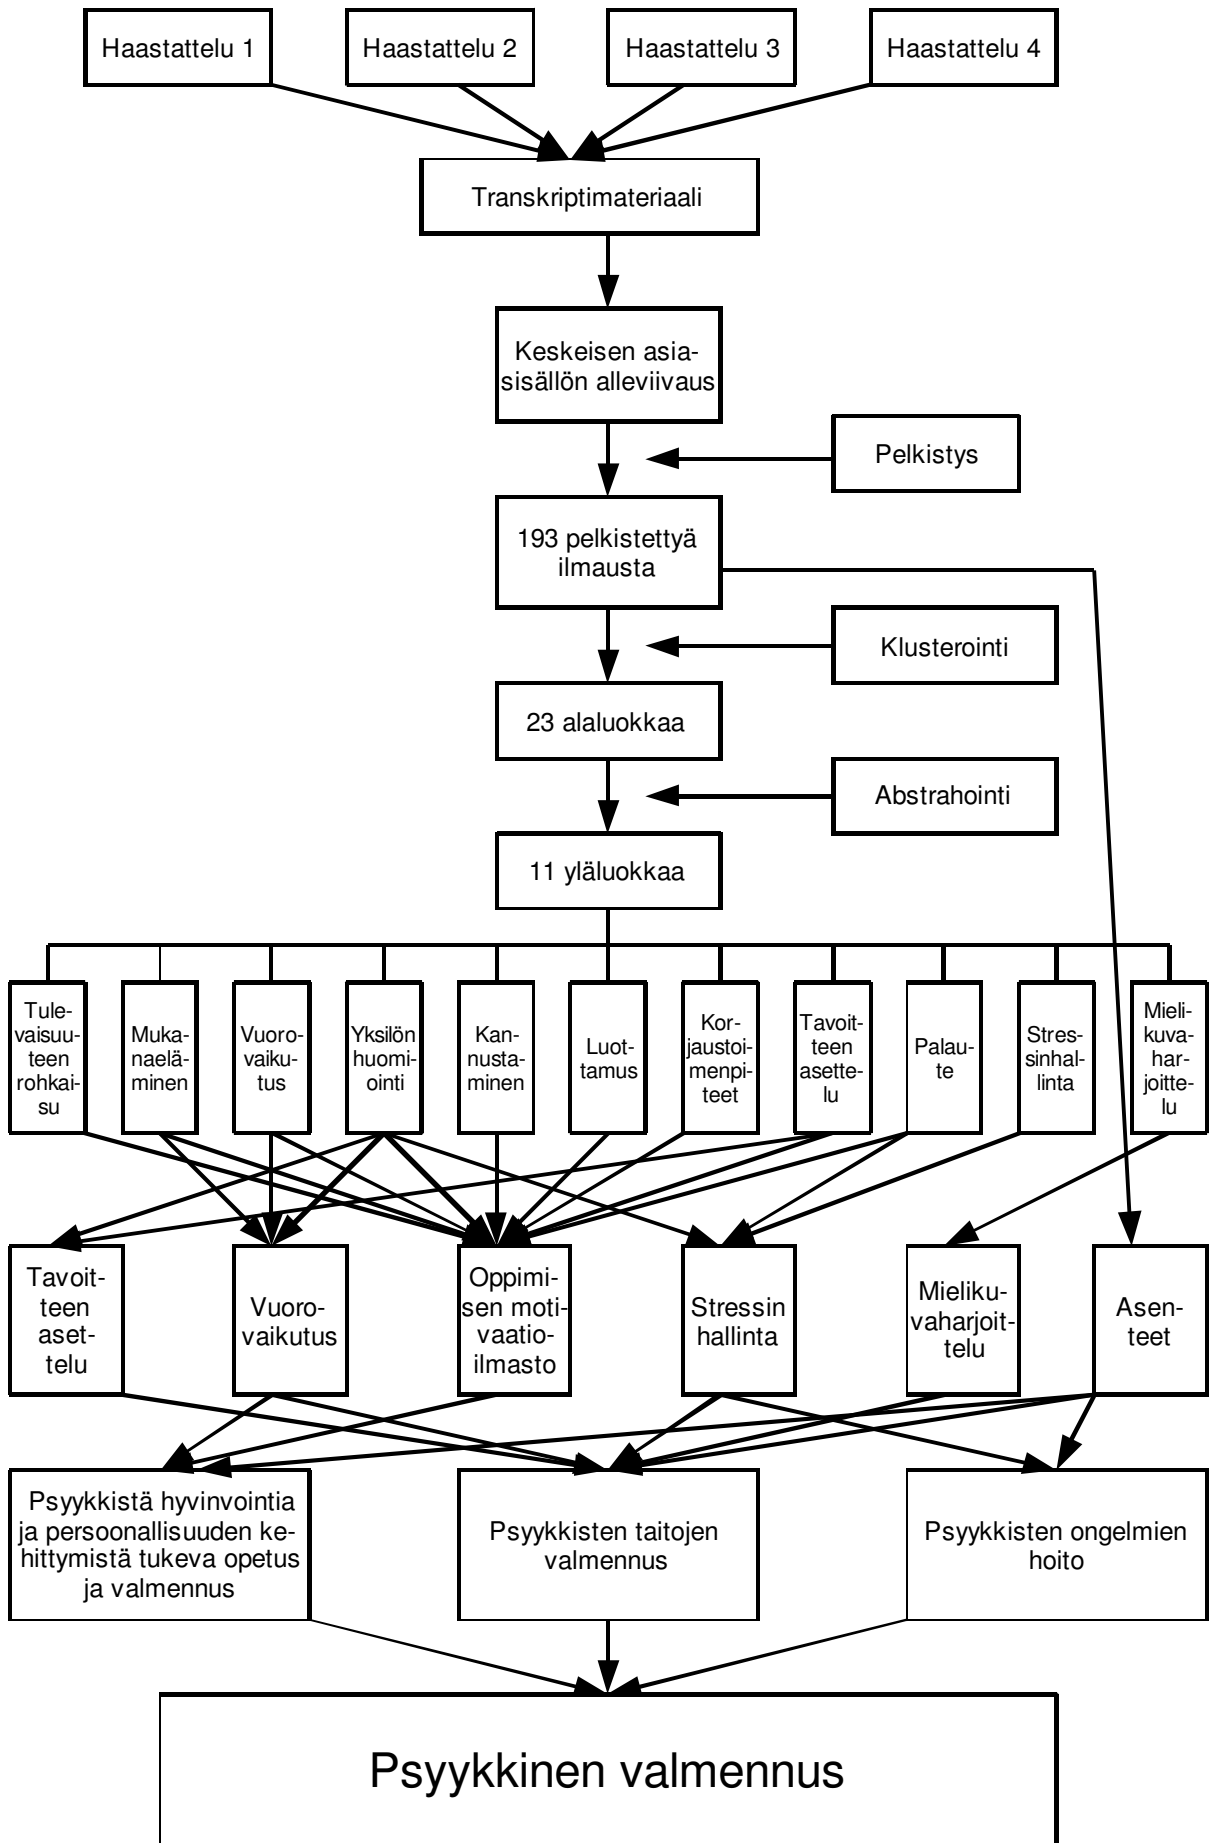 Haastattelu 1
Haastattelu 2
Haastattelu 3
Haastattelu 4
Transkriptimateriaali
Keskeisen asia-
sisällön alleviivaus
Pelkistys
193 pelkistettyä
ilmausta
Klusterointi
23 alaluokkaa
Abstrahointi
11 yläluokkaa
Tule-
vaisuu-
teen
rohkai-
su
Muka-
naelä-
minen
Vuoro-
vaiku-
tus
Yksilön
huomi-
ointi
Kan-
nusta-
minen
Luot-
tamus
Kor-
jaustoi-
menpi-
teet
Tavoit-
teen
asette-
lu
Palau-
te
Stres-
sinhal-
linta
Mieli-
kuva-
har-
joitte-
lu
Tavoit-
teen
aset-
telu
Vuoro-
vaikutus
Oppimi-
sen moti-
vaatio-
ilmasto
Stressin
hallinta
Mieliku-
vaharjoit-
telu
Asen-
teet
Psyykkistä hyvinvointia
ja persoonallisuuden ke-
hittymistä tukeva opetus
ja valmennus
Psyykkisten taitojen
valmennus
Psyykkisten ongelmien
hoito
Psyykkinen valmennus